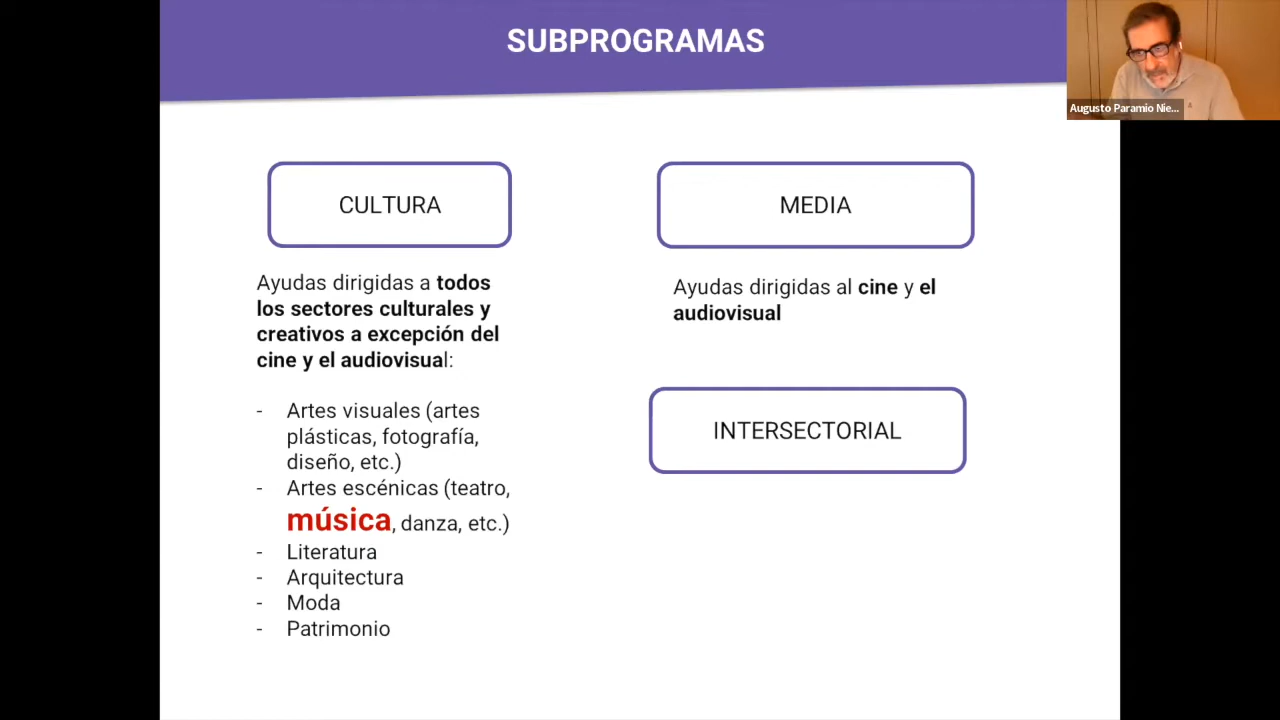 SUBPROGRAMAS
Augusto Paramio Nie...
CULTURA
MEDIA
Ayudas dirigidas a todos
los sectores culturales y
creativos a excepción del
cine y el audiovisual:
Ayudas dirigidas al cine y el
audiovisual
INTERSECTORIAL
- Artes visuales (artes
plásticas, fotografía,
diseño, etc.)
- Artes escénicas (teatro,
música, danza, etc.)
- Literatura
- Arquitectura
- Moda
- Patrimonio